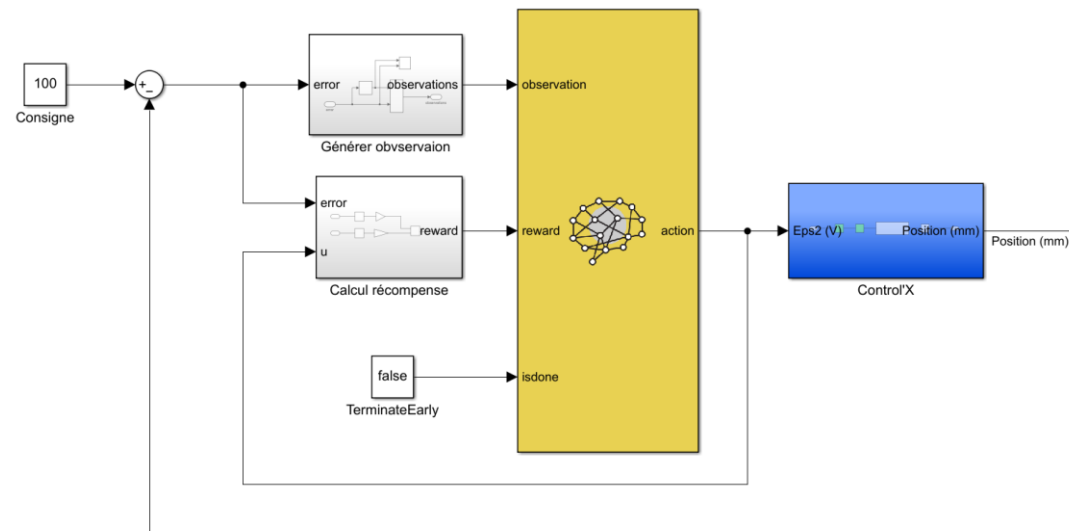 100
Consigne
+
−
error
observations
Générer obvservaion
error
u
reward
Calcul récompense
false
TerminateEarly
observation
reward
isdone
action
Eps2 (V)
Position (mm)
Control'X
Position (mm)